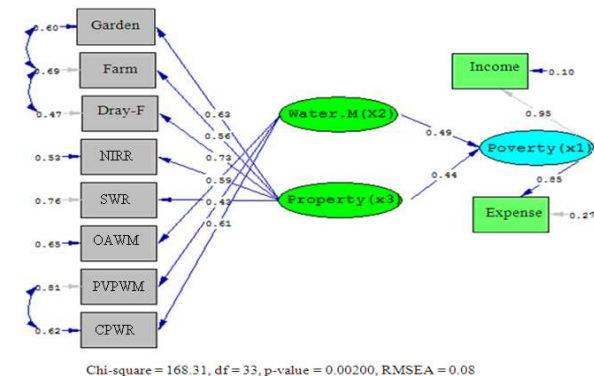 0.60 Garden
0.69 Farm
0.47 Dray-F
0.53 NIRR
0.76 SWR
0.65 OAWM
0.81 PVPWM
0.62 CPWR
0.63
0.56
0.73
0.59
0.43
0.61
Water.M(X2)
Property(x3)
0.49
0.44
Income 0.10
0.95
Poverty(x1)
0.85
Expense 0.27
Chi-square = 168.31, df = 33, p-value = 0.00200, RMSEA = 0.08